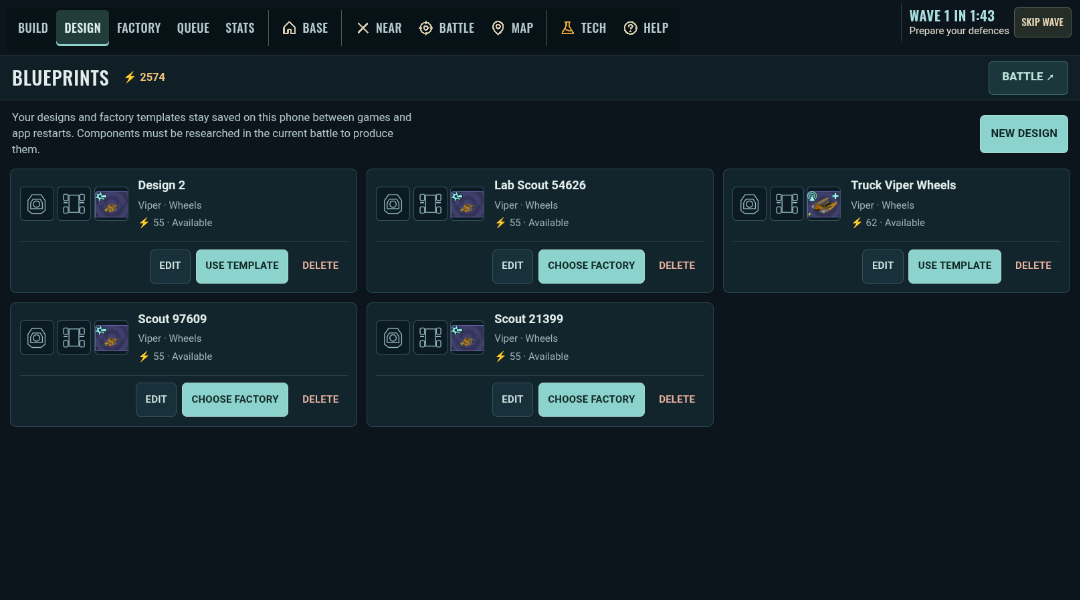 BUILD DESIGN FACTORY QUEUE STATS BASE NEAR BATTLE MAP TECH HELP
WAVE 1 IN 1:43
Prepare your defences
SKIP WAVE
BLUEPRINTS ⚡ 2574
BATTLE ↗
Your designs and factory templates stay saved on this phone between games and
app restarts. Components must be researched in the current battle to produce
them.
NEW DESIGN
Design 2
Viper · Wheels
⚡ 55 · Available
EDIT USE TEMPLATE DELETE
Lab Scout 54626
Viper · Wheels
⚡ 55 · Available
EDIT CHOOSE FACTORY DELETE
Truck Viper Wheels
Viper · Wheels
⚡ 62 · Available
EDIT USE TEMPLATE DELETE
Scout 97609
Viper · Wheels
⚡ 55 · Available
EDIT CHOOSE FACTORY DELETE
Scout 21399
Viper · Wheels
⚡ 55 · Available
EDIT CHOOSE FACTORY DELETE